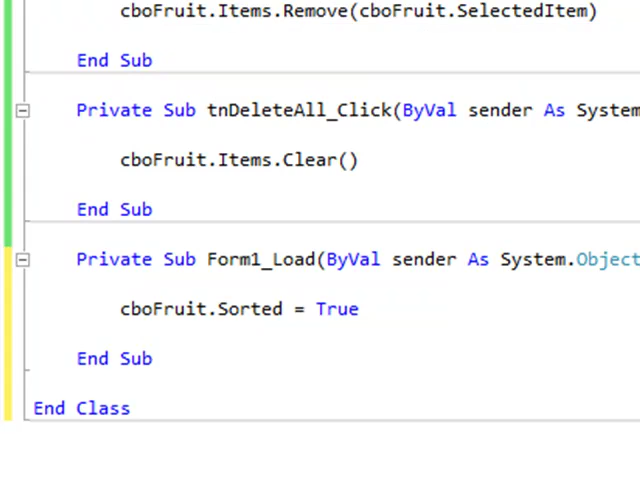 cboFruit.Items.Remove(cboFruit.SelectedItem)
End Sub
Private Sub tnDeleteAll_Click(ByVal sender As System
cboFruit.Items.Clear()
End Sub
Private Sub Form1_Load(ByVal sender As System.Object
cboFruit.Sorted = True
End Sub
End Class